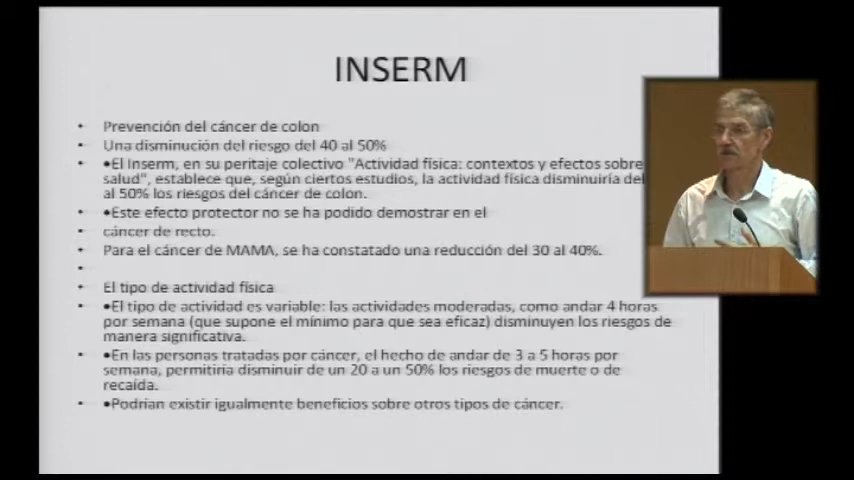 INSERM
• Prevención del cáncer de colon
• Una disminución del riesgo del 40 al 50%
• •El Inserm, en su peritaje colectivo "Actividad física: contextos y efectos sobre
salud", establece que, según ciertos estudios, la actividad física disminuiría del
al 50% los riesgos del cáncer de colon.
• •Este efecto protector no se ha podido demostrar en el
• cáncer de recto.
• Para el cáncer de MAMA, se ha constatado una reducción del 30 al 40%.
•
• El tipo de actividad física
• •El tipo de actividad es variable: las actividades moderadas, como andar 4 horas
por semana (que supone el mínimo para que sea eficaz) disminuyen los riesgos de
manera significativa.
• •En las personas tratadas por cáncer, el hecho de andar de 3 a 5 horas por
semana, permitiria disminuir de un 20 a un 50% los riesgos de muerte o de
recaída.
• •Podrían existir igualmente beneficios sobre otros tipos de cáncer.